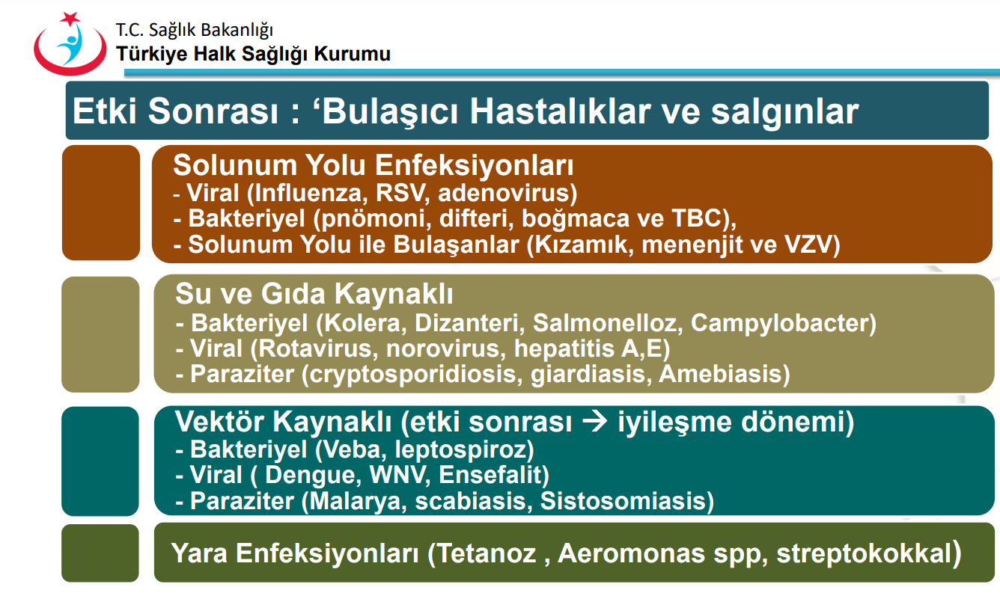 T.C. Sağlık Bakanlığı
Türkiye Halk Sağlığı Kurumu
Etki Sonrası : ‘Bulaşıcı Hastalıklar ve salgınlar
Solunum Yolu Enfeksiyonları
- Viral (Influenza, RSV, adenovirus)
- Bakteriyel (pnömoni, difteri, boğmaca ve TBC),
- Solunum Yolu ile Bulaşanlar (Kızamık, menenjit ve VZV)
Su ve Gıda Kaynaklı
- Bakteriyel (Kolera, Dizanteri, Salmonelloz, Campylobacter)
- Viral (Rotavirus, norovirus, hepatitis A,E)
- Paraziter (cryptosporidiosis, giardiasis, Amebiasis)
Vektör Kaynaklı (etki sonrası → iyileşme dönemi)
- Bakteriyel (Veba, leptospiroz)
- Viral ( Dengue, WNV, Ensefalit)
- Paraziter (Malarya, scabiasis, Sistosomiasis)
Yara Enfeksiyonları (Tetanoz , Aeromonas spp, streptokokkal)